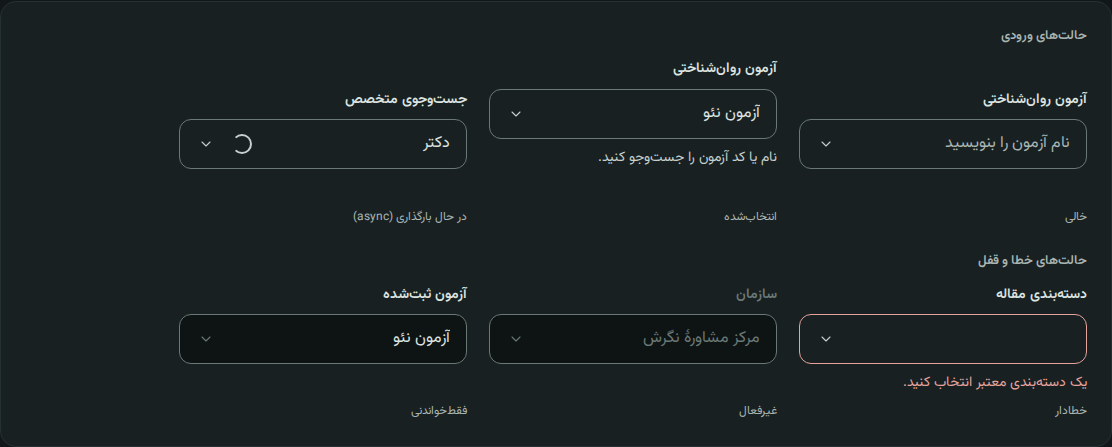 حالت‌های ورودی
آزمون روان‌شناختی
نام آزمون را بنویسید
خالی
آزمون روان‌شناختی
آزمون نئو
نام یا کد آزمون را جست‌وجو کنید.
انتخاب‌شده
جست‌وجوی متخصص
دکتر
در حال بارگذاری (async)
حالت‌های خطا و قفل
دسته‌بندی مقاله
یک دسته‌بندی معتبر انتخاب کنید.
خطادار
سازمان
مرکز مشاورهٔ نگرش
غیرفعال
آزمون ثبت‌شده
آزمون نئو
فقط‌خواندنی